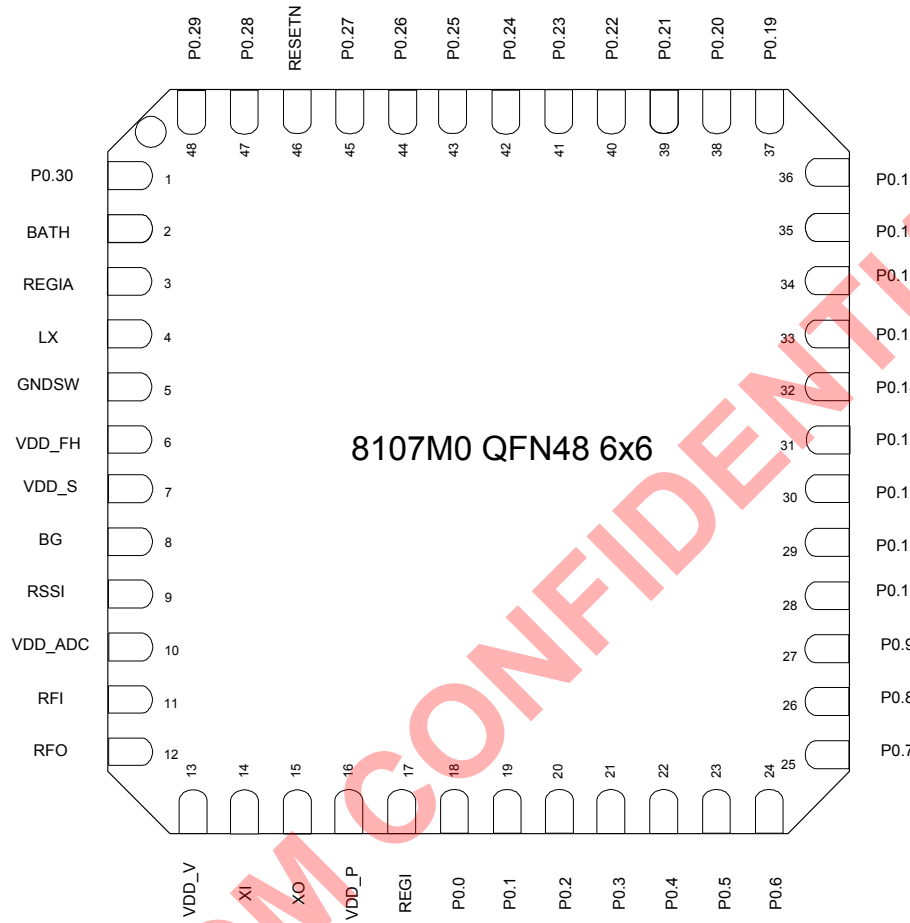 P0.29 P0.28 RESETN P0.27 P0.26 P0.25 P0.24 P0.23 P0.22 P0.21 P0.20 P0.19
48 47 46 45 44 43 42 41 40 39 38 37
P0.30 1 36
BATH 2 35
REGIA 3 34
LX 4 33
GNDSW 5 32
VDD_FH 6 31
8107M0 QFN48 6x6
VDD_S 7 30
BG 8 29
RSSI 9 28
VDD_ADC 10 27 P0.9
RFI 11 26 P0.8
RFO 12 25 P0.7
13 14 15 16 17 18 19 20 21 22 23 24
VDD_V XI XO VDD_P REGI P0.0 P0.1 P0.2 P0.3 P0.4 P0.5 P0.6
CONFIDENTI